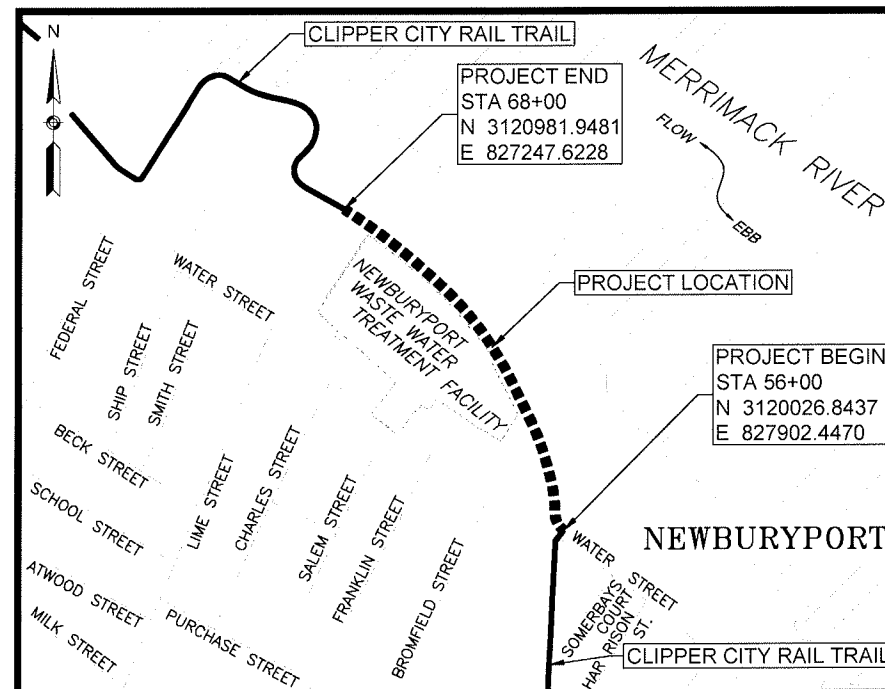 N
CLIPPER CITY RAIL TRAIL
PROJECT END
STA 68+00
N 3120981.9481
E 827247.6228
MERRIMACK RIVER
FLOW
EBB
FEDERAL STREET
WATER STREET
NEWBURYPORT
WASTE WATER
TREATMENT FACILITY
PROJECT LOCATION
SHIP STREET
SMITH STREET
PROJECT BEGIN
STA 56+00
N 3120026.8437
E 827902.4470
BECK STREET
LIME STREET
CHARLES STREET
SALEM STREET
FRANKLIN STREET
BROMFIELD STREET
SCHOOL STREET
NEWBURYPORT
WATER STREET
SOMERBAYS
COURT
HARRISON
ST.
ATWOOD STREET
MILK STREET
PURCHASE STREET
CLIPPER CITY RAIL TRAIL